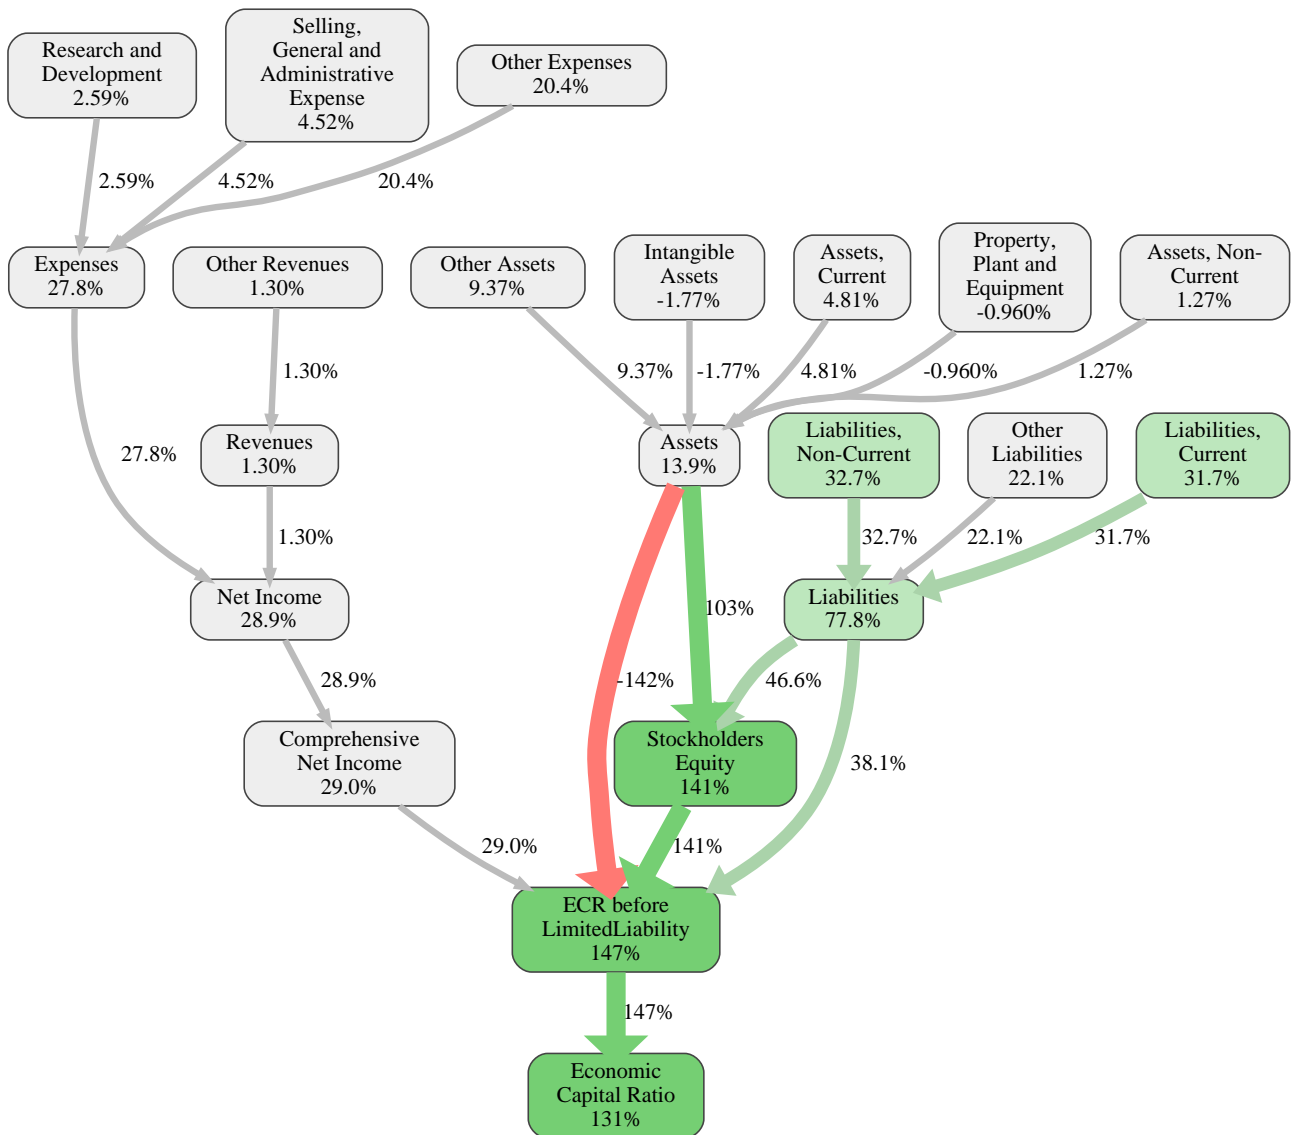 Research and
Development
2.59%
Selling,
General and
Administrative
Expense
4.52%
Other Expenses
20.4%
2.59%
4.52%
20.4%
Expenses
27.8%
Other Revenues
1.30%
Other Assets
9.37%
Intangible
Assets
-1.77%
Assets,
Current
4.81%
Property,
Plant and
Equipment
-0.960%
Assets, Non-
Current
1.27%
1.30%
9.37%
-1.77%
4.81%
-0.960%
1.27%
27.8%
Revenues
1.30%
Assets
13.9%
Liabilities,
Non-Current
32.7%
Other
Liabilities
22.1%
Liabilities,
Current
31.7%
1.30%
32.7%
22.1%
31.7%
Net Income
28.9%
Liabilities
77.8%
103%
28.9%
-142%
46.6%
Comprehensive
Net Income
29.0%
Stockholders
Equity
141%
38.1%
29.0%
141%
ECR before
LimitedLiability
147%
147%
Economic
Capital Ratio
131%